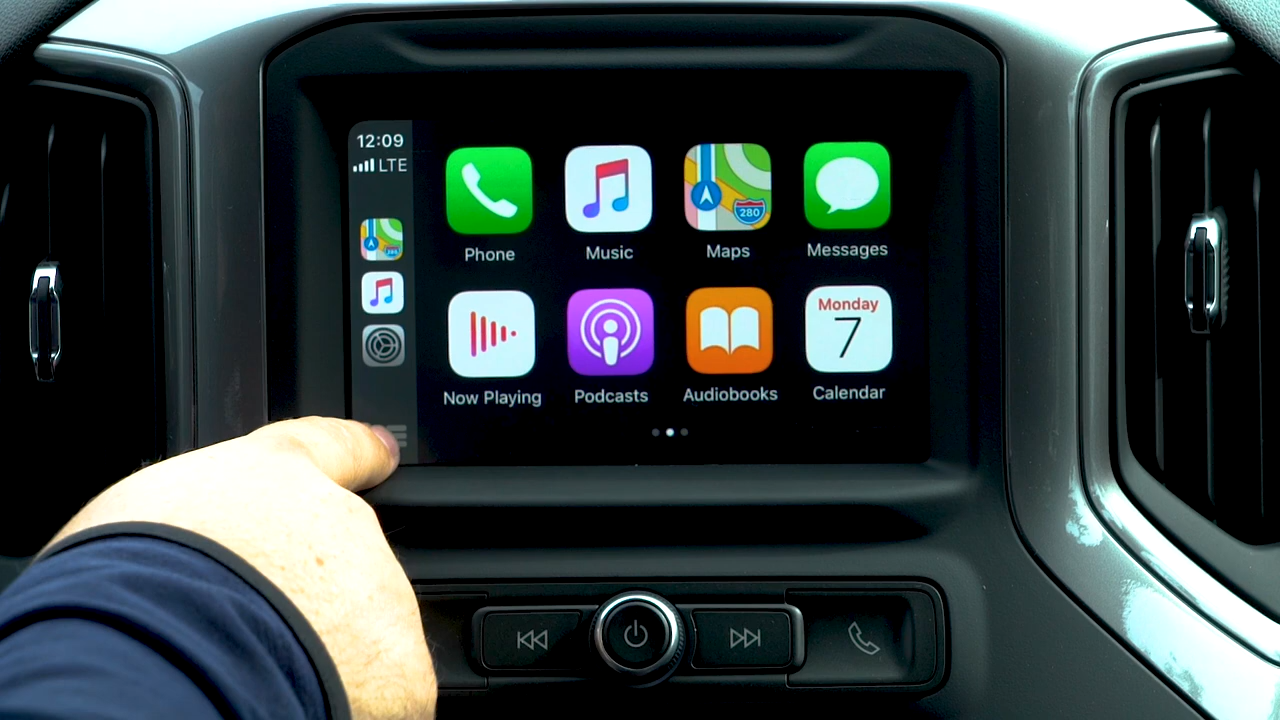 12:09
LTE
280
Phone
Music
Maps
Messages
Monday
7
Now Playing
Podcasts
Audiobooks
Calendar